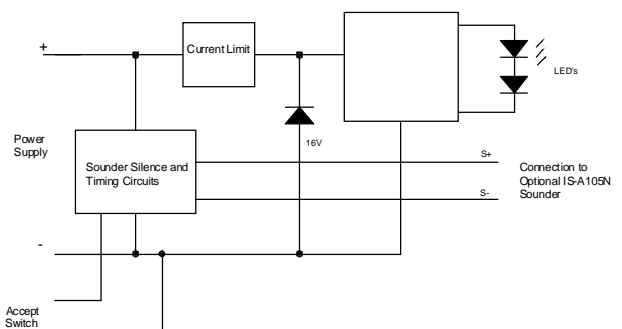 +
Current Limit
LED's
16V
Power
Supply
Sounder Silence and
Timing Circuits
S+
S-
Connection to
Optional IS-A105N
Sounder
-
Accept
Switch